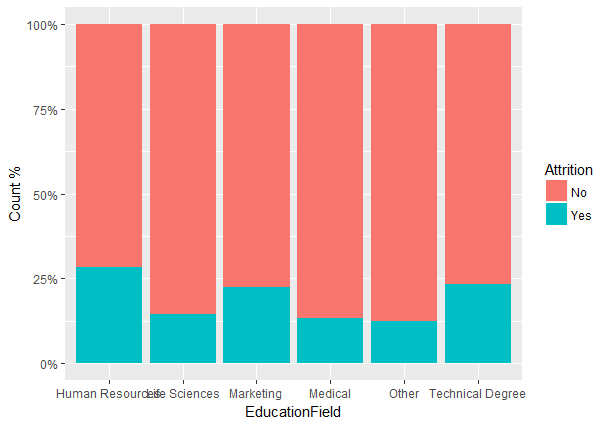 100%
75%
50%
25%
0%
Count %
Human Resources
Life Sciences
Marketing
Medical
Other
Technical Degree
EducationField
Attrition
No
Yes